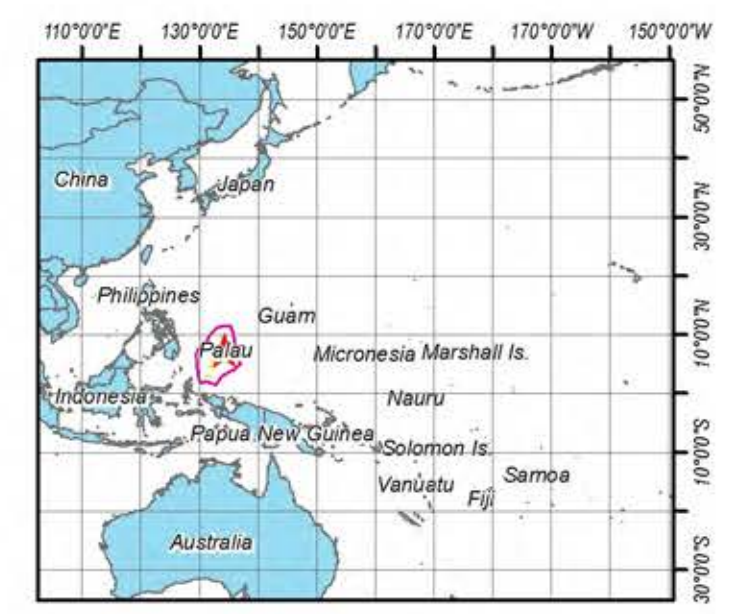 110°0'0"E 130°0'0"E 150°0'0"E 170°0'0"E 170°0'0"W 150°0'0"W
50°0'0"N
China
Japan
30°0'0"N
Philippines
Guam
10°0'0"N
Palau
Micronesia Marshall Is.
Indonesia
Nauru
Papua New Guinea
Solomon Is.
10°0'0"S
Samoa
Vanuatu
Fiji
Australia
30°0'0"S